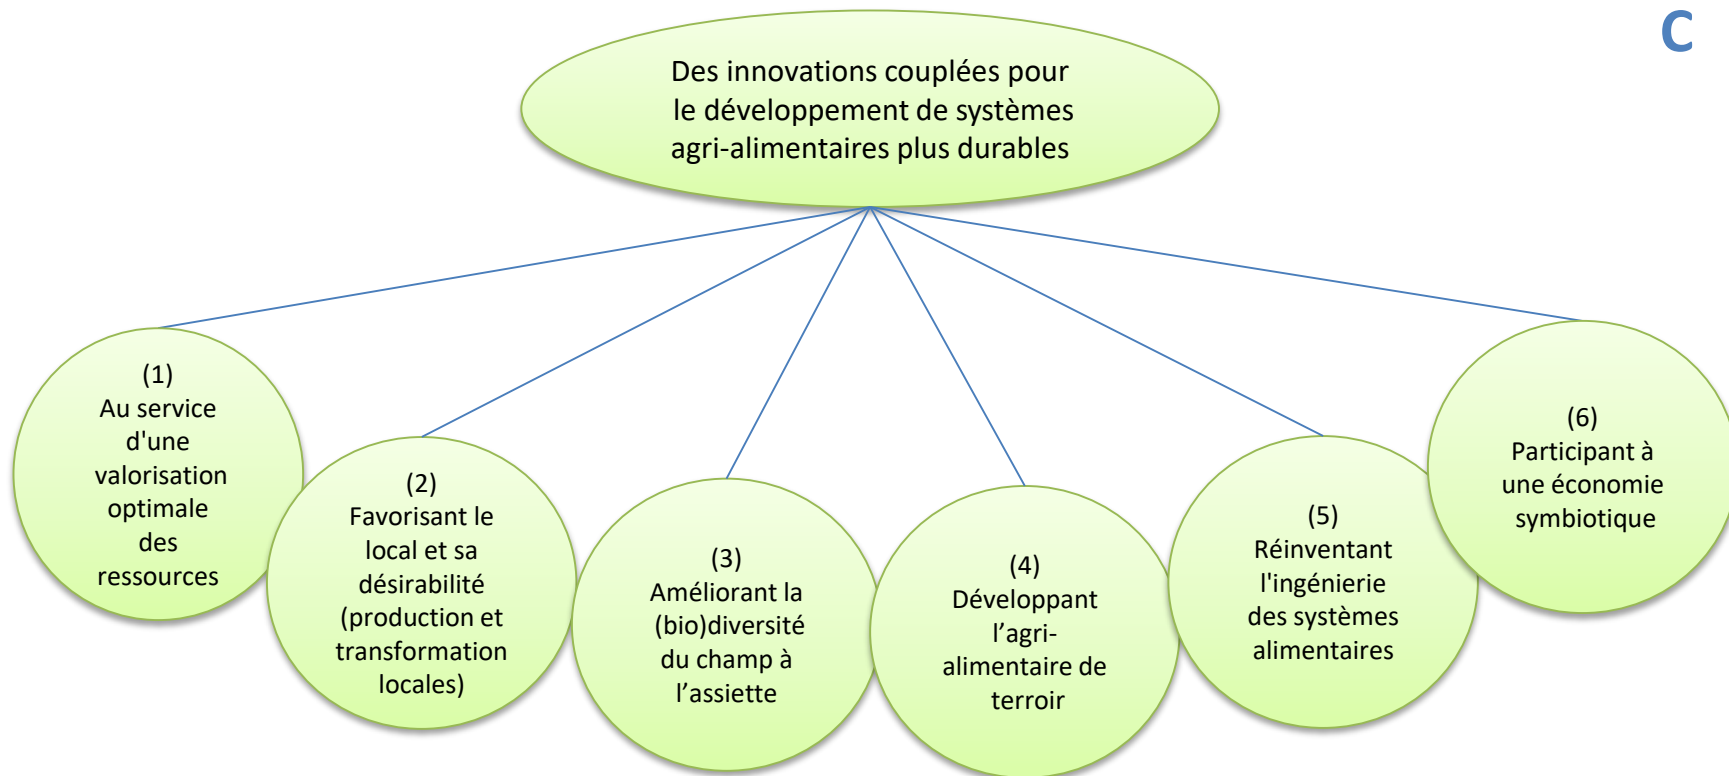 C
Des innovations couplées pour
le développement de systèmes
agri-alimentaires plus durables
(1)
Au service
d'une
valorisation
optimale
des
ressources
(2)
Favorisant le
local et sa
désirabilité
(production et
transformation
locales)
(3)
Améliorant la
(bio)diversité
du champ à
l’assiette
(4)
Développant
l’agri-
alimentaire de
terroir
(5)
Réinventant
l'ingénierie
des systèmes
alimentaires
(6)
Participant à
une économie
symbiotique